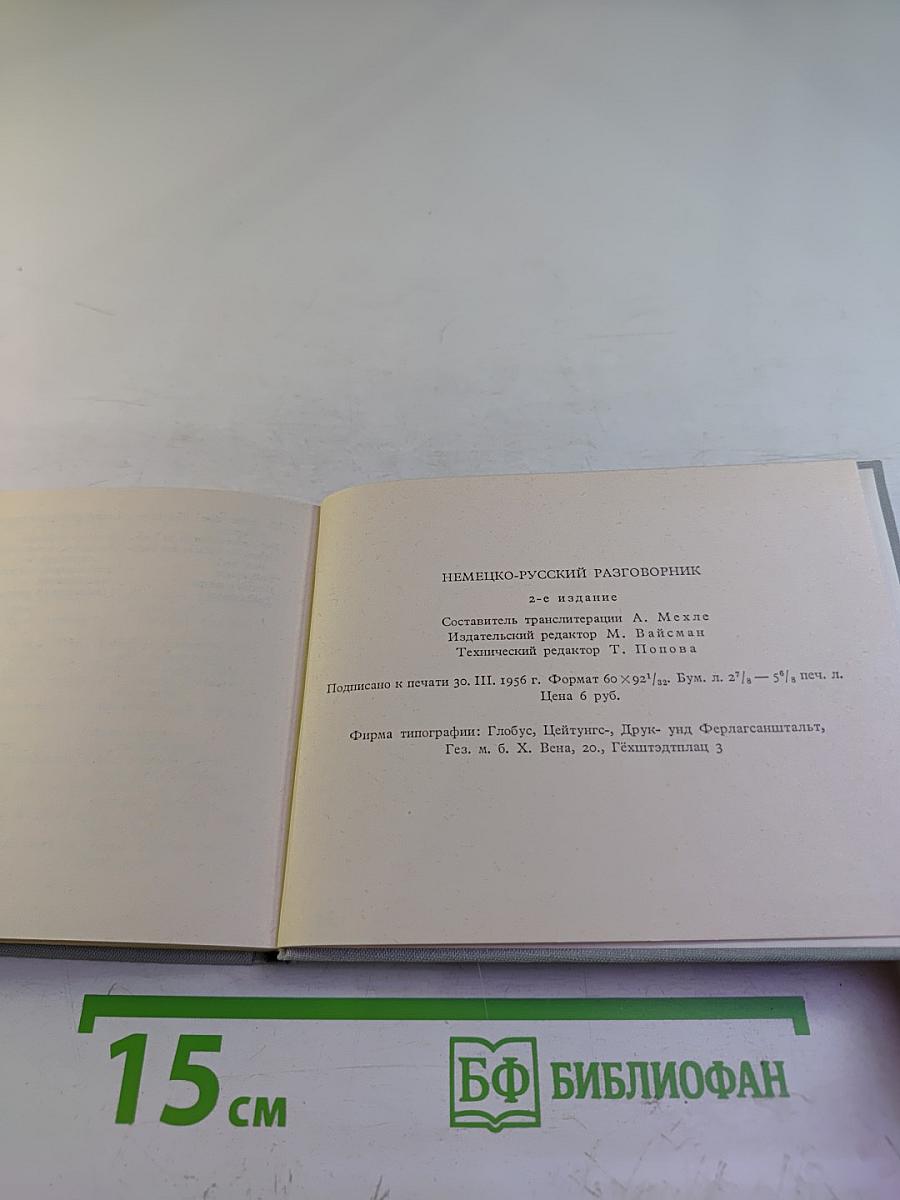 НЕМЕЦКО-РУССКИЙ РАЗГОВОРНИК
2-е издание
Составитель транслитерации А. Мехле
Издательский редактор М. Вайсман
Технический редактор Т. Попова
Подписано к печати 30. III. 1956 г. Формат 60×92¹/₃₂. Бум. л. 2⁷/₈ — 5⁶/₈ печ. л.
Цена 6 руб.
Фирма типографии: Глобус, Цейтунгс-, Друк- унд Ферлагсанштальт,
Гез. м. б. Х. Вена, 20., Гёхштэдтплац 3
15 см
БФ БИБЛИОФАН